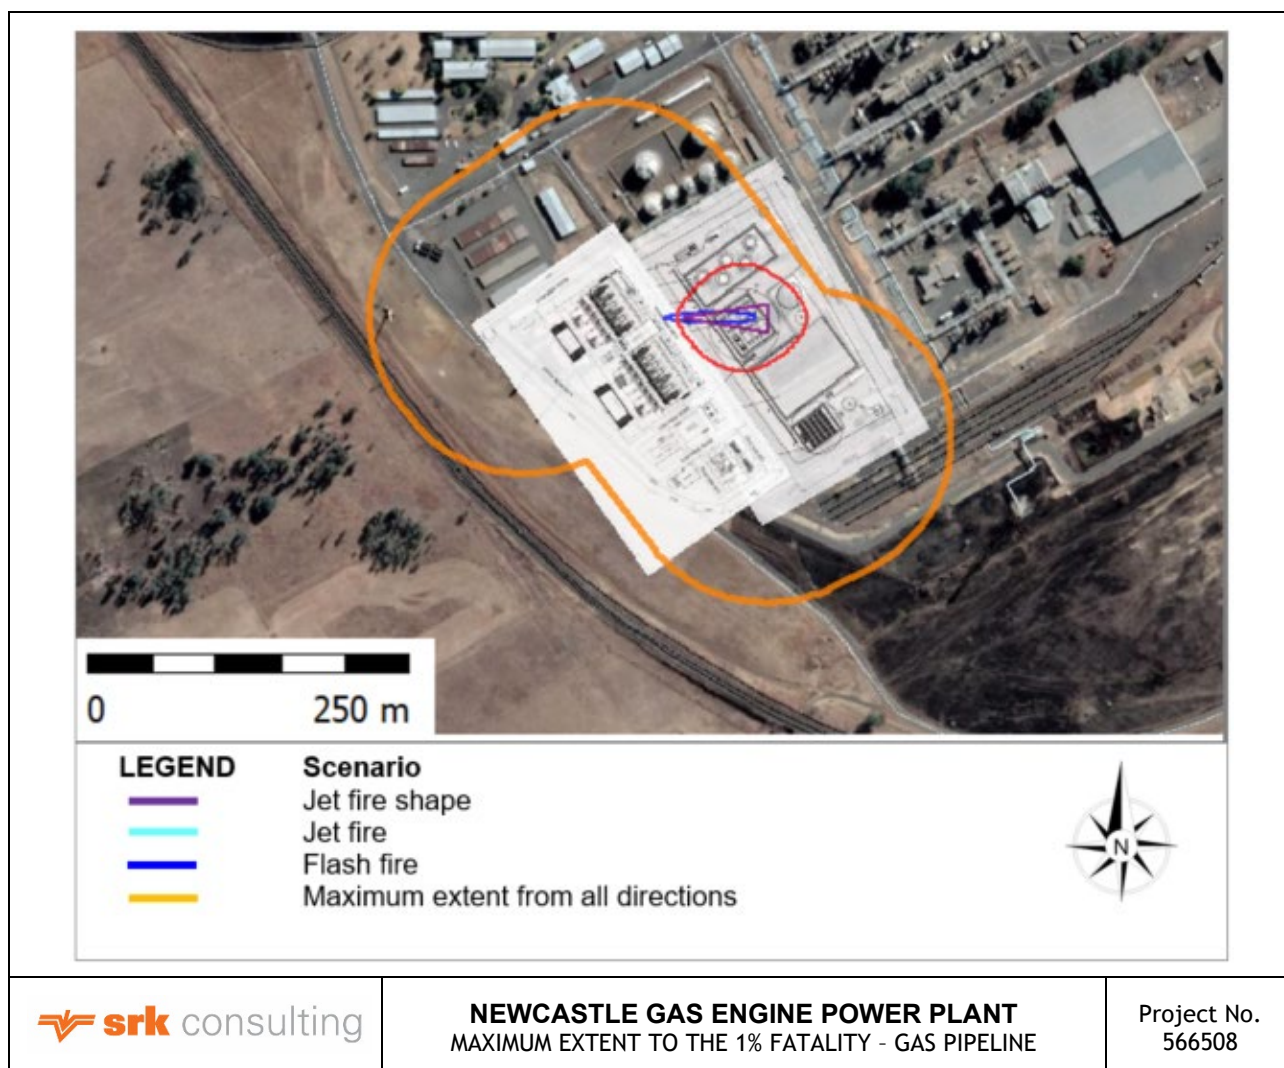 0 250 m
LEGEND Scenario
Jet fire shape
Jet fire
Flash fire
Maximum extent from all directions
N
srk consulting
NEWCASTLE GAS ENGINE POWER PLANT
MAXIMUM EXTENT TO THE 1% FATALITY – GAS PIPELINE
Project No.
566508